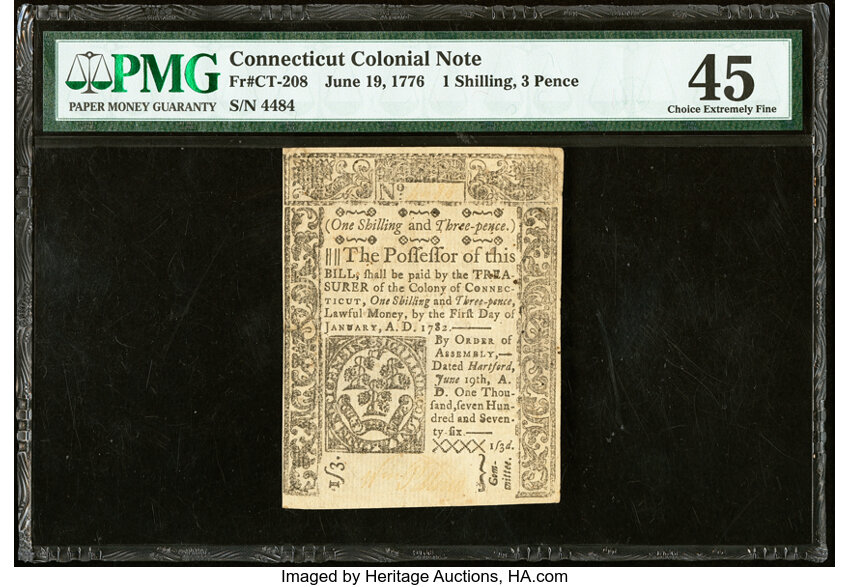 PMG
PAPER MONEY GUARANTY
Connecticut Colonial Note
Fr#CT-208 June 19, 1776 1 Shilling, 3 Pence
S/N 4484
45
Choice Extremely Fine
No
(One Shilling and Three-pence.)
The Poſſeſſor of this
BILL, ſhall be paid by the TREA-
SURER of the Colony of CONNEC-
TICUT, One Shilling and Three-pence,
Lawful Money, by the Firſt Day of
JANUARY, A. D. 1782.
By ORDER of
ASSEMBLY,—
Dated Hartford,
June 19th, A.
D. One Thou-
ſand,ſeven Hun-
dred and Seven-
ty-ſix.
XXXX 1/3d.
1/3.
Com-
mittee.
Imaged by Heritage Auctions, HA.com